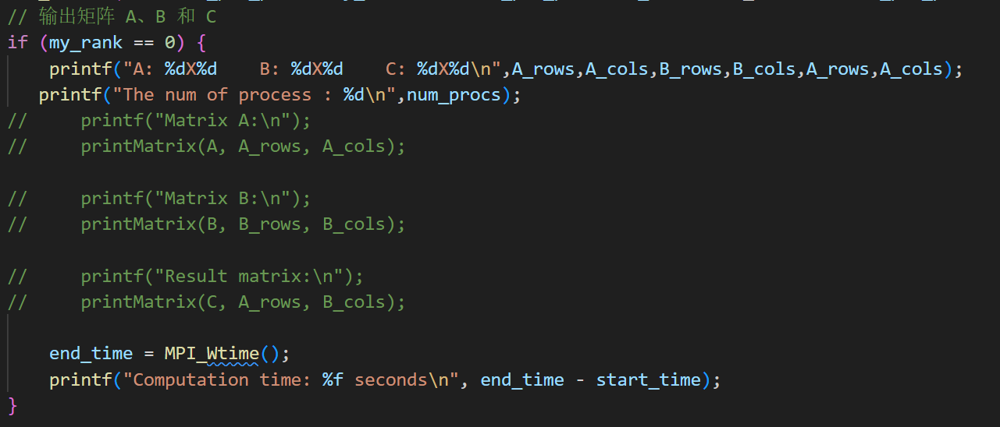 // 输出矩阵 A、B 和 C
if (my_rank == 0) {
    printf("A: %dX%d    B: %dX%d    C: %dX%d\n",A_rows,A_cols,B_rows,B_cols,A_rows,A_cols);
   printf("The num of process : %d\n",num_procs);
//     printf("Matrix A:\n");
//     printMatrix(A, A_rows, A_cols);
//     printf("Matrix B:\n");
//     printMatrix(B, B_rows, B_cols);
//     printf("Result matrix:\n");
//     printMatrix(C, A_rows, B_cols);
    end_time = MPI_Wtime();
    printf("Computation time: %f seconds\n", end_time - start_time);
}